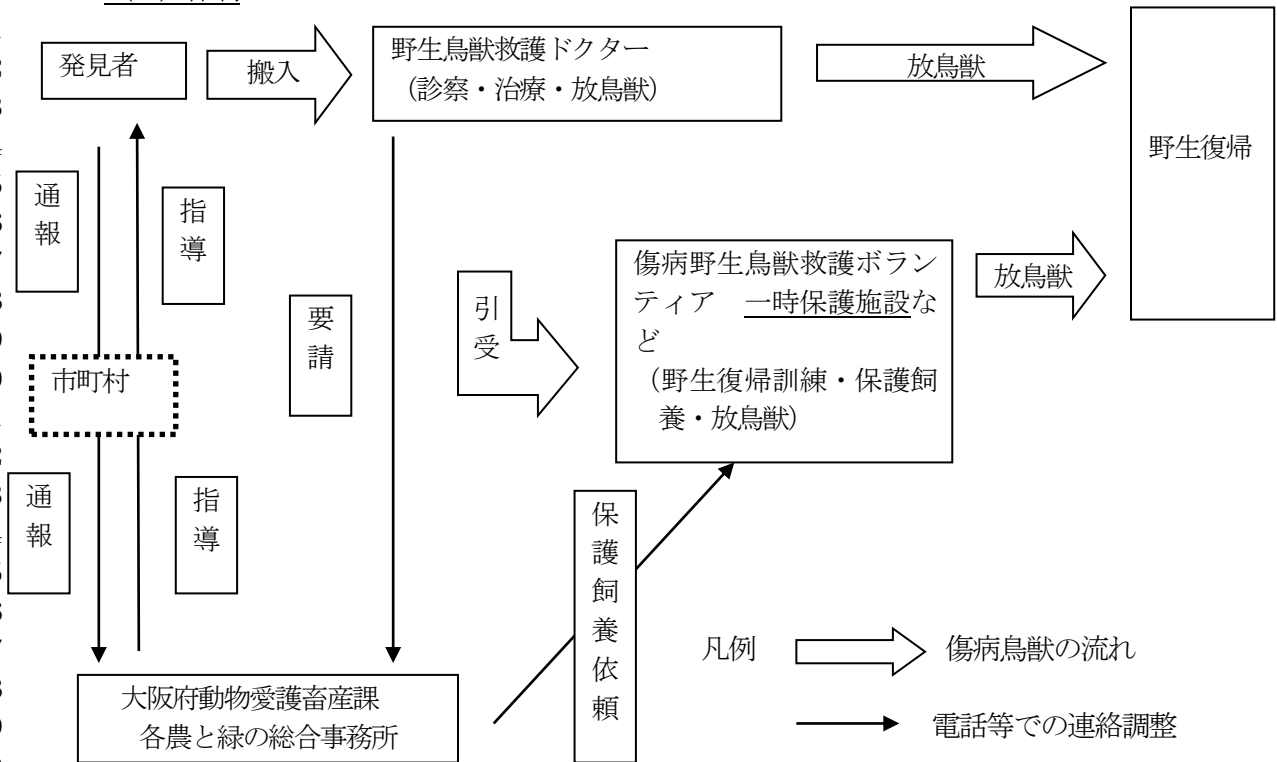 発見者
搬入
野生鳥獣救護ドクター
(診察・治療・放鳥獣)
放鳥獣
野生復帰
通報
指導
要請
引受
傷病野生鳥獣救護ボラン
ティア 一時保護施設な
ど
(野生復帰訓練・保護飼
養・放鳥獣)
放鳥獣
市町村
通報
指導
保護飼養依頼
大阪府動物愛護畜産課
各農と緑の総合事務所
凡例
傷病鳥獣の流れ
電話等での連絡調整